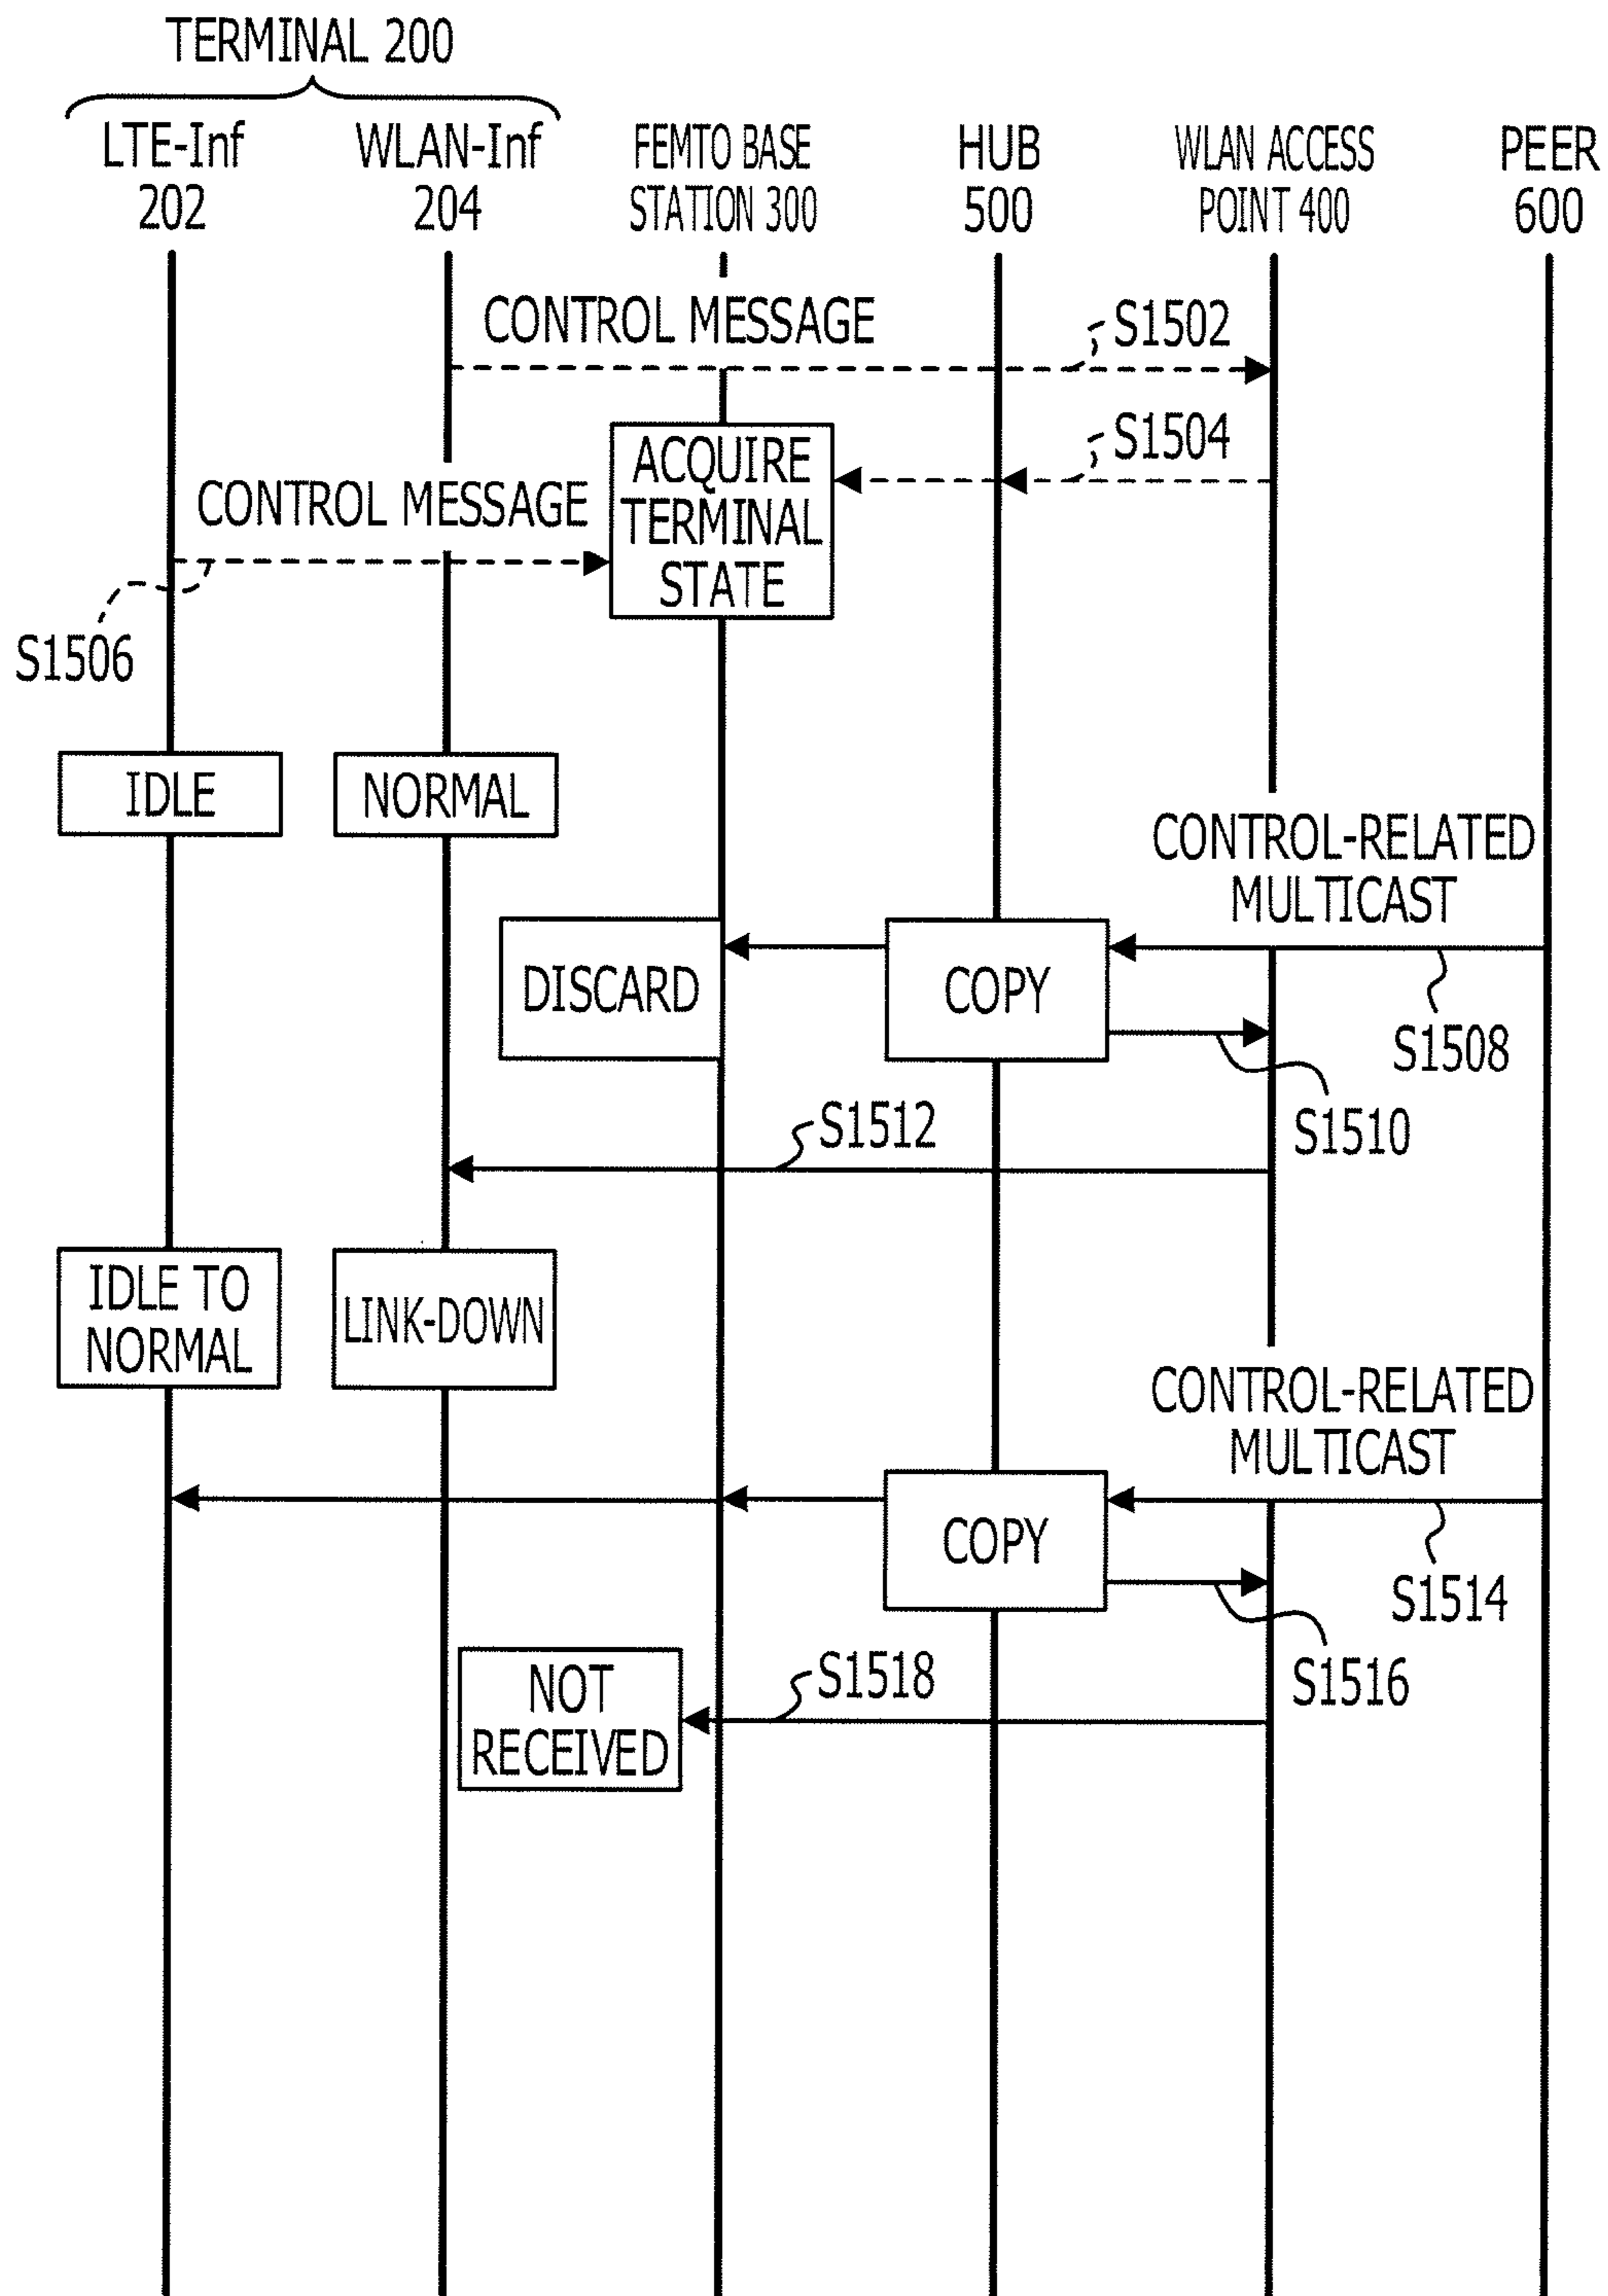 TERMINAL 200
LTE-Inf
202
WLAN-Inf
204
FEMTO BASE
STATION 300
HUB
500
WLAN ACCESS
POINT 400
PEER
600
CONTROL MESSAGE
S1502
ACQUIRE
TERMINAL
STATE
S1504
CONTROL MESSAGE
S1506
IDLE
NORMAL
CONTROL-RELATED
MULTICAST
DISCARD
COPY
S1508
S1510
S1512
IDLE TO
NORMAL
LINK-DOWN
CONTROL-RELATED
MULTICAST
COPY
S1514
S1516
NOT
RECEIVED
S1518